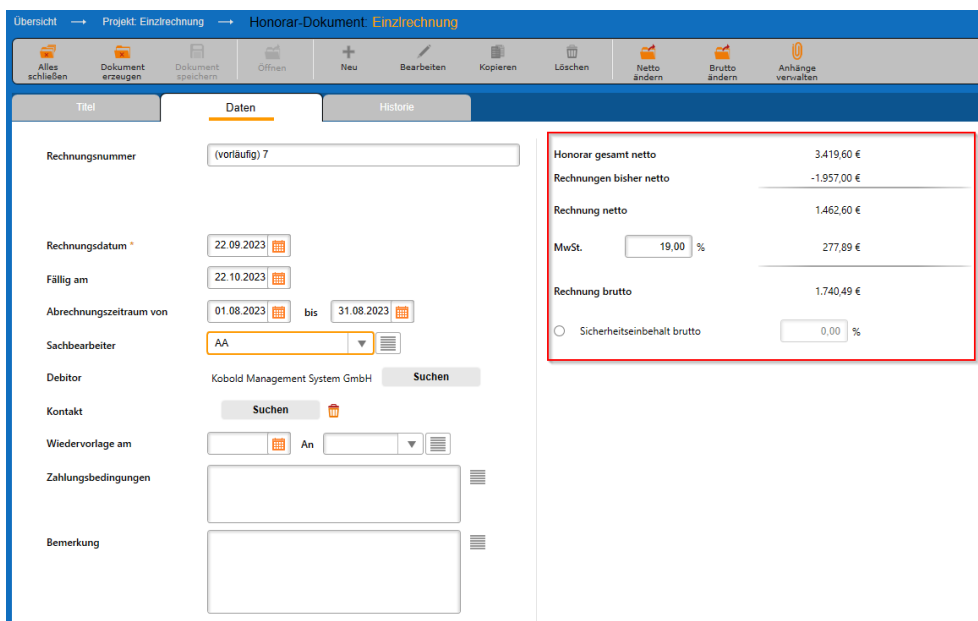 Übersicht → Projekt: Einzlrechnung → Honorar-Dokument: Einzlrechnung
Alles schließen
Dokument erzeugen
Dokument speichern
Öffnen
Neu
Bearbeiten
Kopieren
Löschen
Netto ändern
Brutto ändern
Anhänge verwalten
Titel Daten Historie
Rechnungsnummer (vorläufig) 7
Rechnungsdatum * 22.09.2023
Fällig am 22.10.2023
Abrechnungszeitraum von 01.08.2023 bis 31.08.2023
Sachbearbeiter AA
Debitor Kobold Management System GmbH Suchen
Kontakt Suchen
Wiedervorlage am An
Zahlungsbedingungen
Bemerkung
Honorar gesamt netto 3.419,60 €
Rechnungen bisher netto -1.957,00 €
Rechnung netto 1.462,60 €
MwSt. 19,00 % 277,89 €
Rechnung brutto 1.740,49 €
Sicherheitseinbehalt brutto 0,00 %